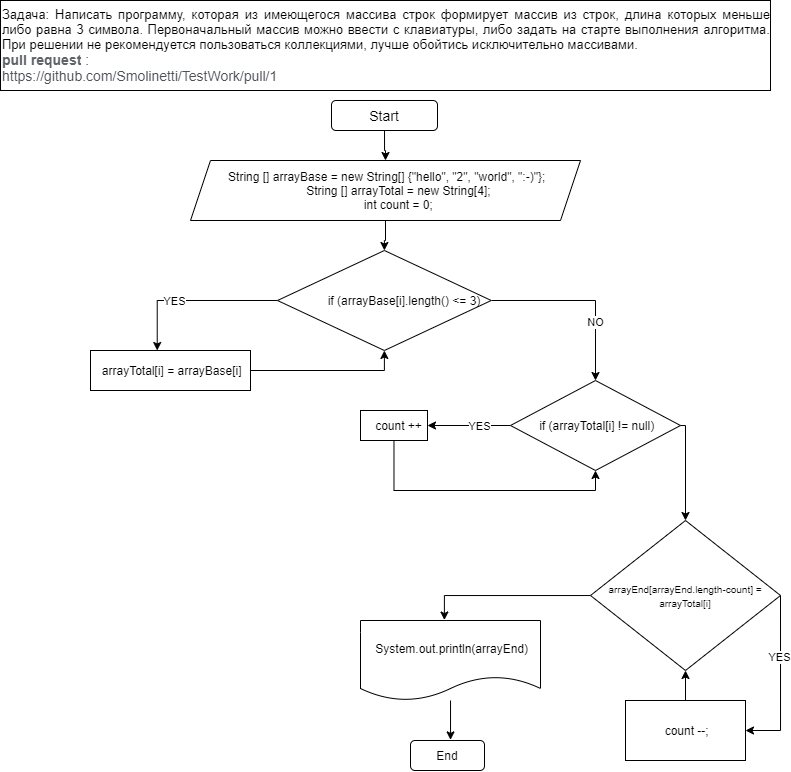 Задача: Написать программу, которая из имеющегося массива строк формирует массив из строк, длина которых меньше
либо равна 3 символа. Первоначальный массив можно ввести с клавиатуры, либо задать на старте выполнения алгоритма.
При решении не рекомендуется пользоваться коллекциями, лучше обойтись исключительно массивами.
pull request :
https://github.com/Smolinetti/TestWork/pull/1
Start
String [] arrayBase = new String[] {"hello", "2", "world", ":-)"};
String [] arrayTotal = new String[4];
int count = 0;
if (arrayBase[i].length() <= 3)
YES
NO
arrayTotal[i] = arrayBase[i]
if (arrayTotal[i] != null)
YES
count ++
arrayEnd[arrayEnd.length-count] =
arrayTotal[i]
System.out.println(arrayEnd)
YES
count --;
End